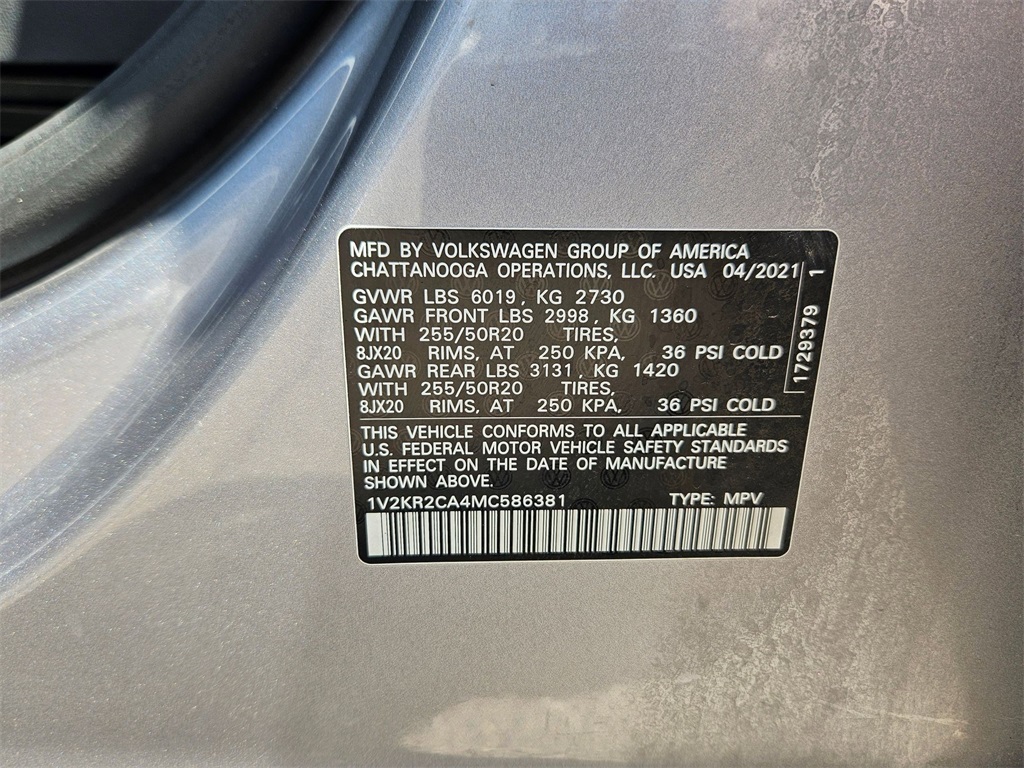 MFD BY VOLKSWAGEN GROUP OF AMERICA
CHATTANOOGA OPERATIONS, LLC. USA 04/2021
GVWR LBS 6019, KG 2730
GAWR FRONT LBS 2998, KG 1360
WITH 255/50R20 TIRES,
8JX20 RIMS, AT 250 KPA, 36 PSI COLD
GAWR REAR LBS 3131, KG 1420
WITH 255/50R20 TIRES,
8JX20 RIMS, AT 250 KPA, 36 PSI COLD
1729379 1
THIS VEHICLE CONFORMS TO ALL APPLICABLE
U.S. FEDERAL MOTOR VEHICLE SAFETY STANDARDS
IN EFFECT ON THE DATE OF MANUFACTURE
SHOWN ABOVE.
1V2KR2CA4MC586381 TYPE: MPV